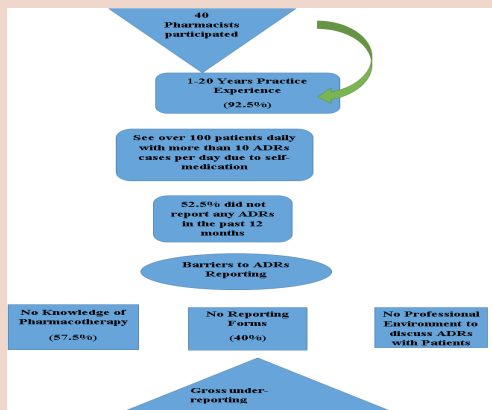 40
Pharmacists
participated
1-20 Years Practice
Experience
(92.5%)
See over 100 patients daily
with more than 10 ADRs
cases per day due to self-
medication
52.5% did not
report any ADRs
in the past 12
months
Barriers to ADRs
Reporting
No Knowledge of
Pharmacotherapy
(57.5%)
No Reporting
Forms
(40%)
No Professional
Environment to
discuss ADRs
with Patients
Gross under-
reporting